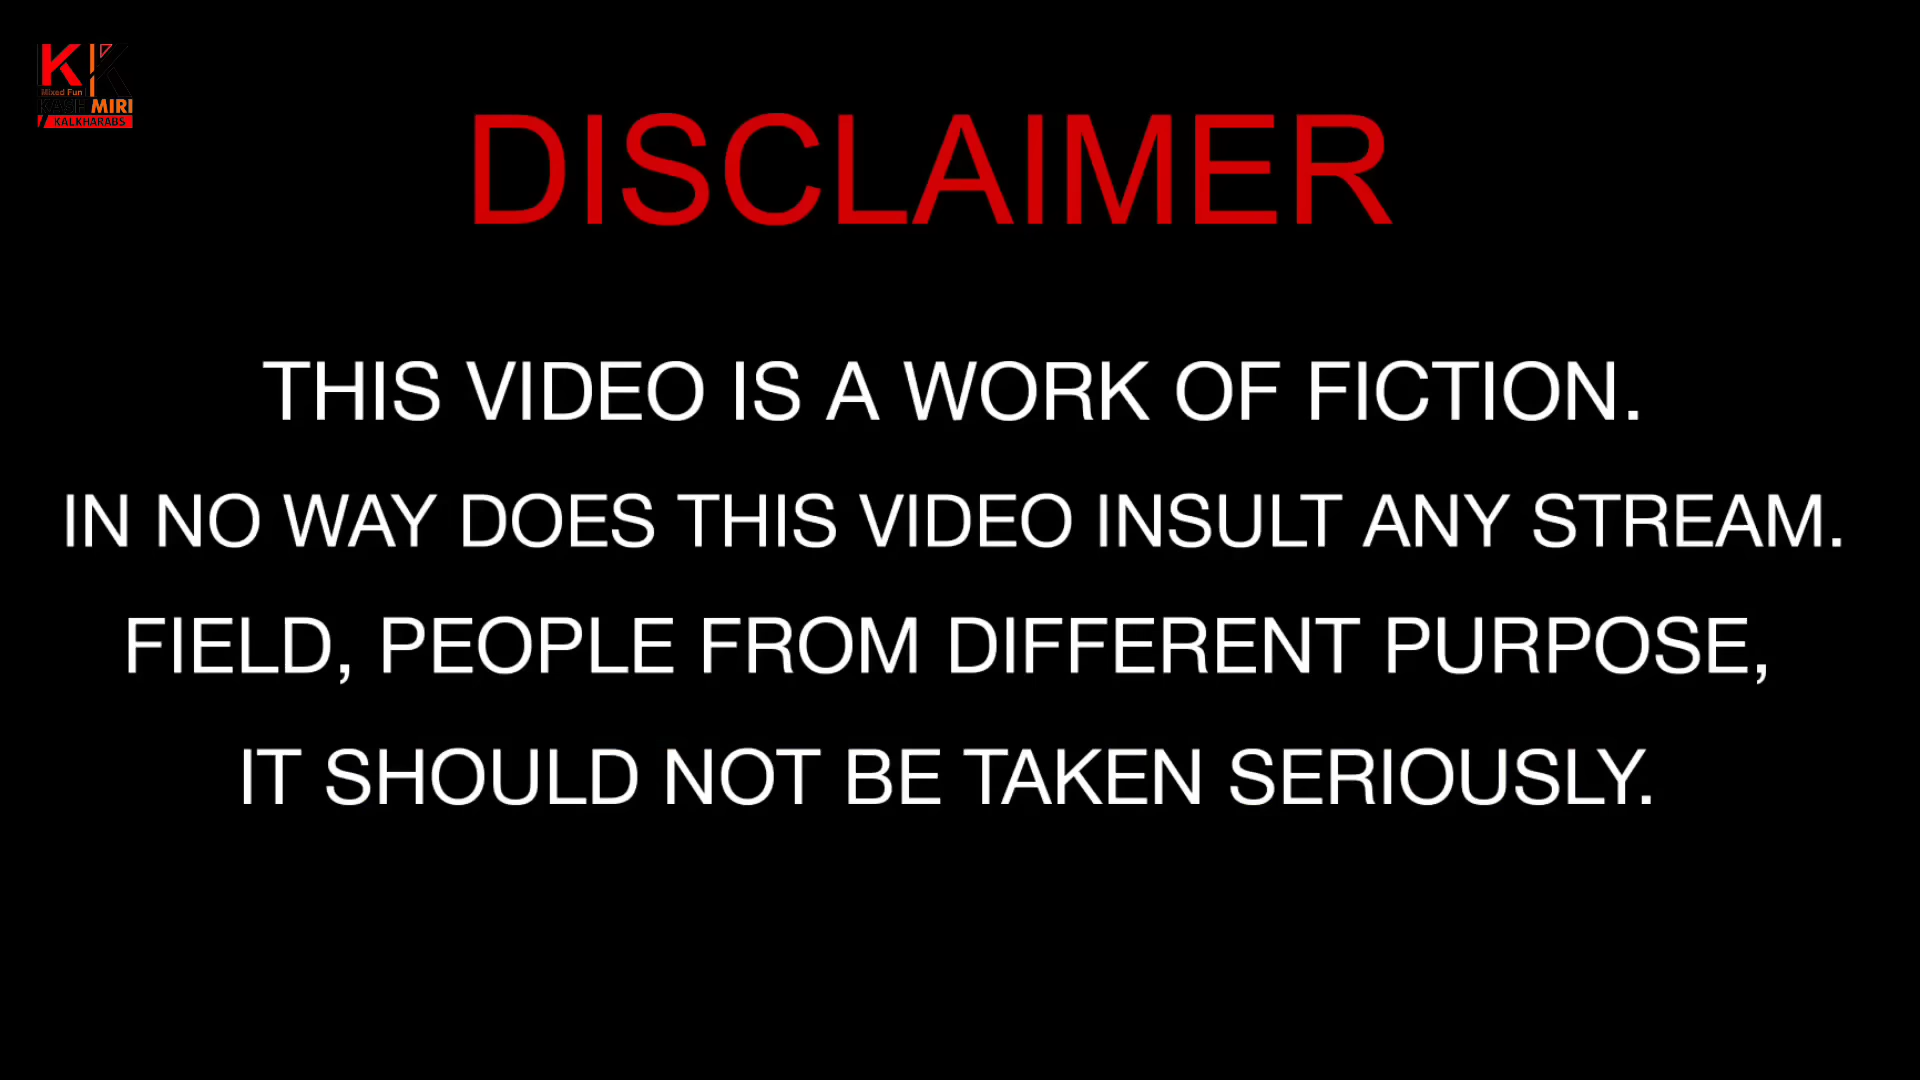 KK
Mixed Fun
KASHMIRI
KALKHARABS
DISCLAIMER
THIS VIDEO IS A WORK OF FICTION.
IN NO WAY DOES THIS VIDEO INSULT ANY STREAM.
FIELD, PEOPLE FROM DIFFERENT PURPOSE,
IT SHOULD NOT BE TAKEN SERIOUSLY.